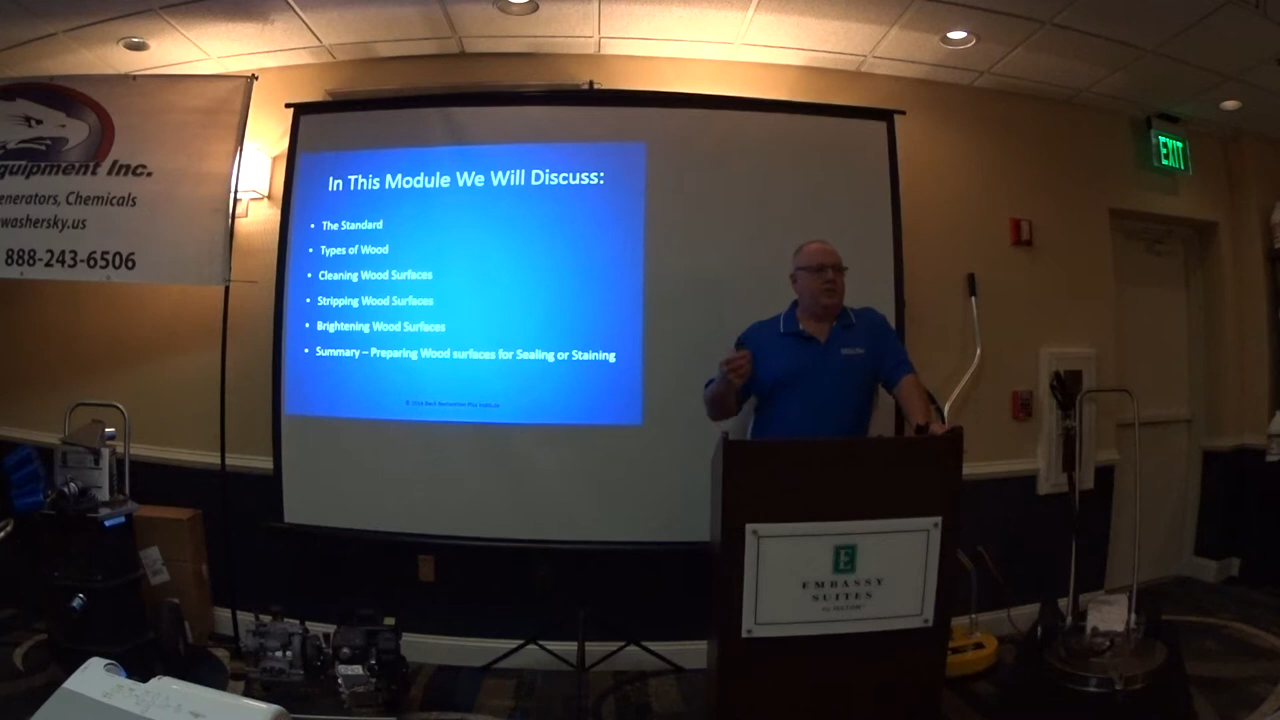 quipment Inc.
enerators, Chemicals
washersky.us
888-243-6506
In This Module We Will Discuss:
• The Standard
• Types of Wood
• Cleaning Wood Surfaces
• Stripping Wood Surfaces
• Brightening Wood Surfaces
• Summary – Preparing Wood surfaces for Sealing or Staining
EXIT
E
EMBASSY
SUITES